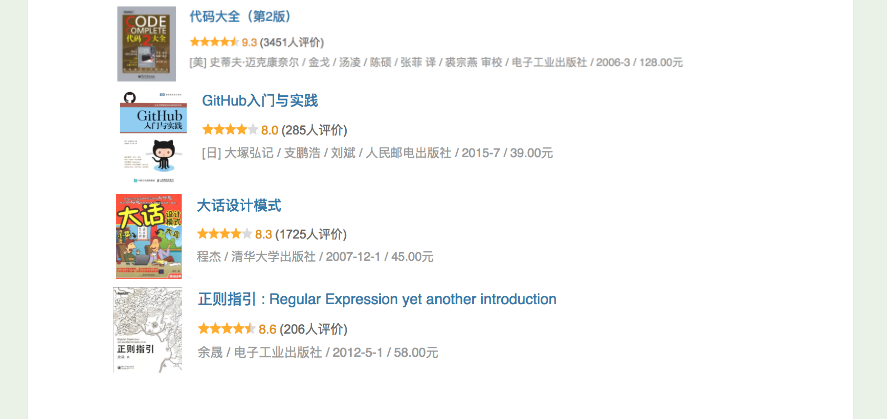 CODE
COMPLETE
代码大全
代码大全（第2版）
9.3 (3451人评价)
[美] 史蒂夫·迈克康奈尔 / 金戈 / 汤凌 / 陈硕 / 张菲 译 / 裘宗燕 审校 / 电子工业出版社 / 2006-3 / 128.00元
GitHub
入门与实践
GitHub入门与实践
8.0 (285人评价)
[日] 大塚弘记 / 支鹏浩 / 刘斌 / 人民邮电出版社 / 2015-7 / 39.00元
大话
设计
模式
大话设计模式
8.3 (1725人评价)
程杰 / 清华大学出版社 / 2007-12-1 / 45.00元
正则指引
正则指引 : Regular Expression yet another introduction
8.6 (206人评价)
余晟 / 电子工业出版社 / 2012-5-1 / 58.00元